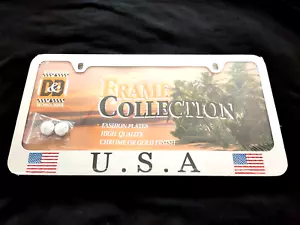 FRAME
COLLECTION
FASHION PLATES
HIGH QUALITY
CHROME OR GOLD FINISH
U.S.A